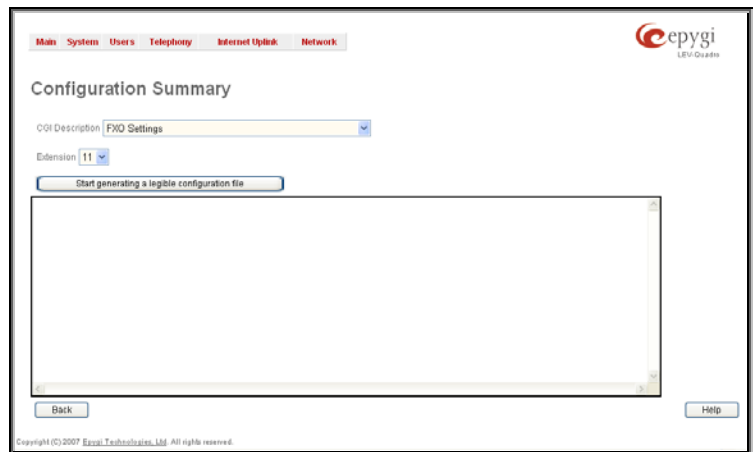 Main System Users Telephony Internet Uplink Network
epygi
LEV-Quadro
Configuration Summary
CGI Description FXO Settings
Extension 11
Start generating a legible configuration file
Back
Help
Copyright (C) 2007 Epygi Technologies, Ltd. All rights reserved.